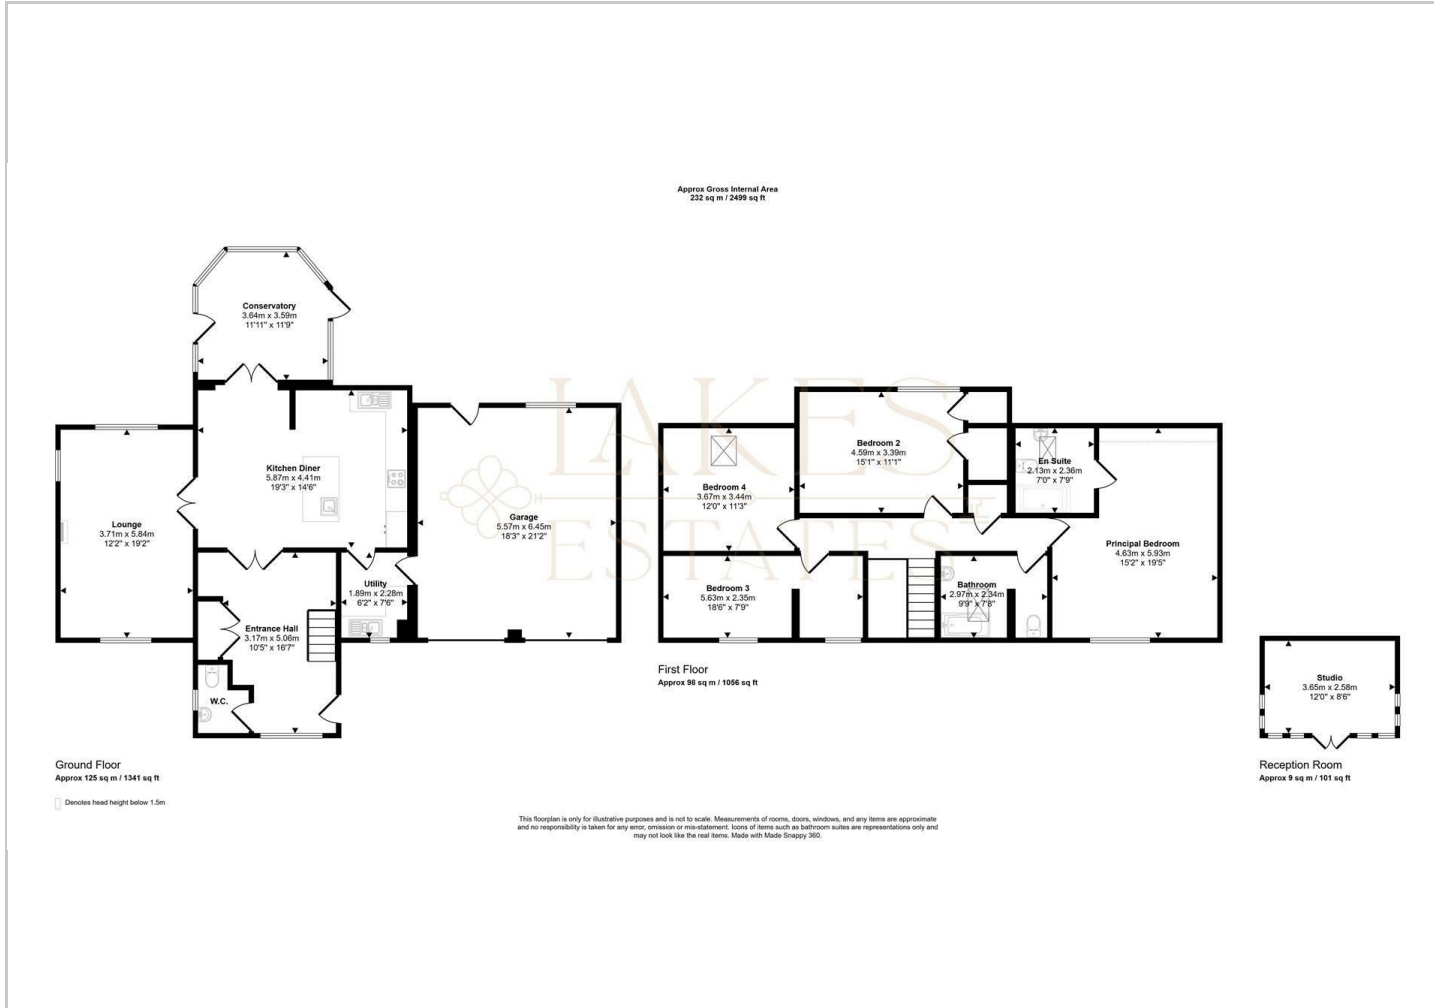 Approx Gross Internal Area
232 sq m / 2499 sq ft
Conservatory
3.64m x 3.59m
11'11" x 11'9"
Kitchen Diner
5.87m x 4.41m
19'3" x 14'6"
Lounge
3.71m x 5.84m
12'2" x 19'2"
Garage
5.57m x 6.45m
18'3" x 21'2"
Utility
1.89m x 2.28m
6'2" x 7'6"
Entrance Hall
3.17m x 5.06m
10'5" x 16'7"
W.C.
Ground Floor
Approx 125 sq m / 1341 sq ft
Denotes head height below 1.5m
LAKES
ESTATES
Bedroom 2
4.59m x 3.39m
15'1" x 11'1"
Bedroom 4
3.67m x 3.44m
12'0" x 11'3"
En Suite
2.13m x 2.36m
7'0" x 7'9"
Principal Bedroom
4.63m x 5.93m
15'2" x 19'5"
Bedroom 3
5.63m x 2.35m
18'6" x 7'9"
Bathroom
2.97m x 2.34m
9'9" x 7'8"
First Floor
Approx 98 sq m / 1056 sq ft
Studio
3.65m x 2.58m
12'0" x 8'6"
Reception Room
Approx 9 sq m / 101 sq ft
This floorplan is only for illustrative purposes and is not to scale. Measurements of rooms, doors, windows, and any items are approximate
and no responsibility is taken for any error, omission or mis-statement. Icons of items such as bathroom suites are representations only and
may not look like the real items. Made with Made Snappy 360.